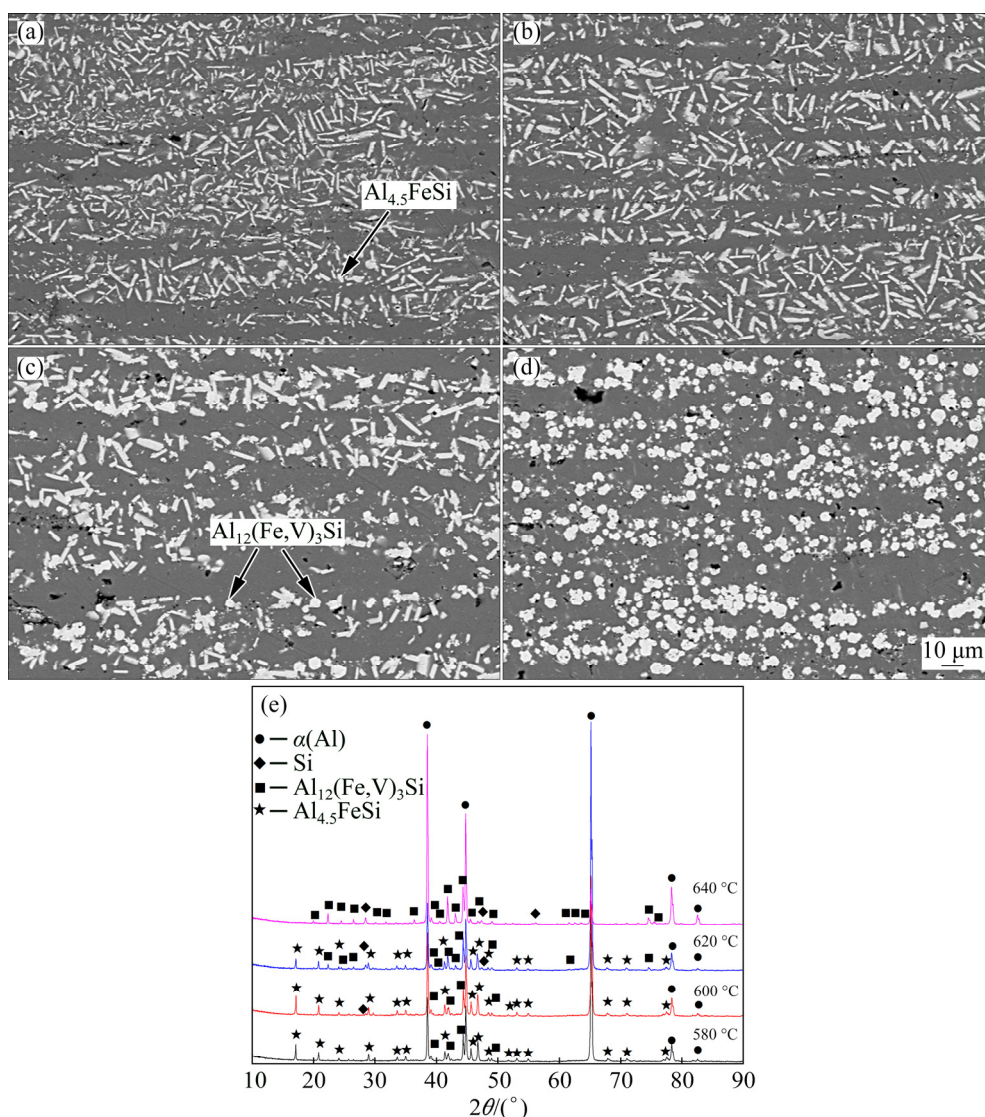 (a)
(b)
Al4.5FeSi
(c)
(d)
Al12(Fe,V)3Si
10 μm
(e)
● — α(Al)
◆ — Si
■ — Al12(Fe,V)3Si
★ — Al4.5FeSi
640 °C
620 °C
600 °C
580 °C
10 20 30 40 50 60 70 80 90
2θ/(°)